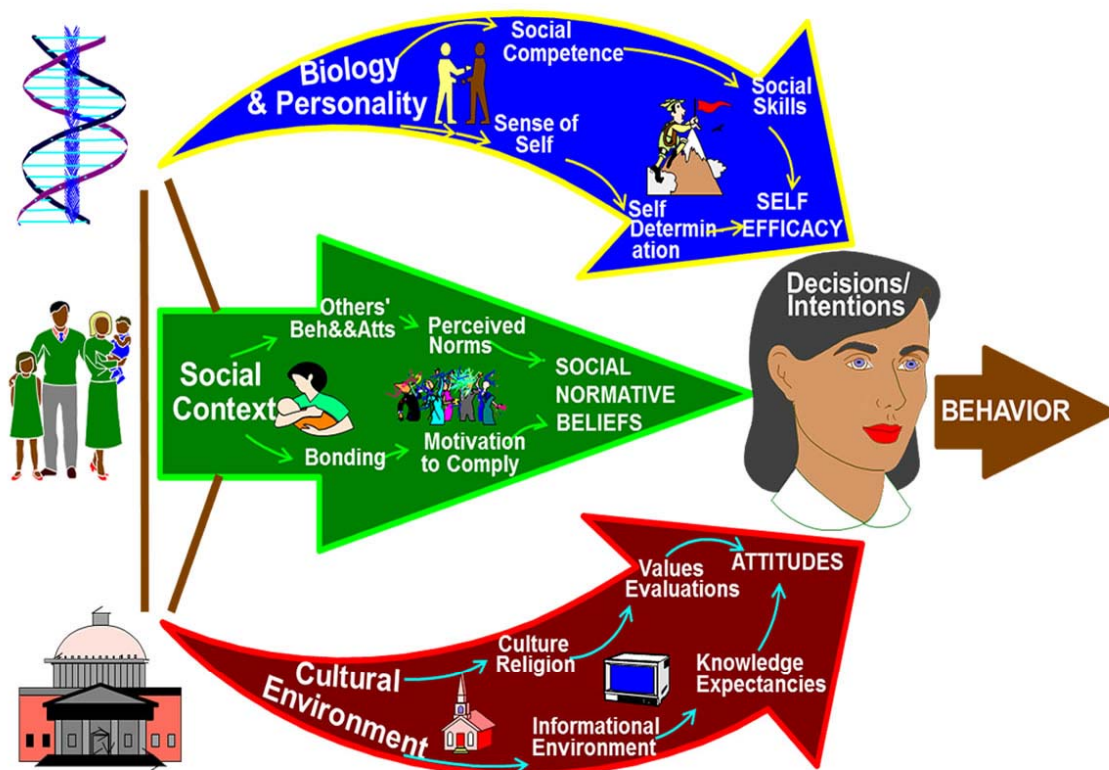 Biology
& Personality
Social
Competence
Social
Skills
Sense of
Self
Self
Determin
ation
SELF
EFFICACY
Social
Context
Others'
Beh&&Atts
Perceived
Norms
SOCIAL
NORMATIVE
BELIEFS
Bonding
Motivation
to Comply
Decisions/
Intentions
BEHAVIOR
Cultural
Environment
Culture
Religion
Values
Evaluations
ATTITUDES
Informational
Environment
Knowledge
Expectancies